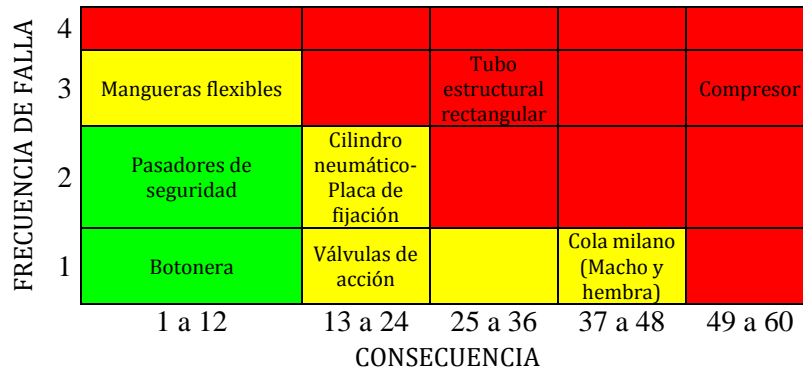 FRECUENCIA DE FALLA
4
3
Mangueras flexibles
Tubo
estructural
rectangular
Compresor
2
Pasadores de
seguridad
Cilindro
neumático-
Placa de
fijación
1
Botonera
Válvulas de
acción
Cola milano
(Macho y
hembra)
1 a 12
13 a 24
25 a 36
37 a 48
49 a 60
CONSECUENCIA